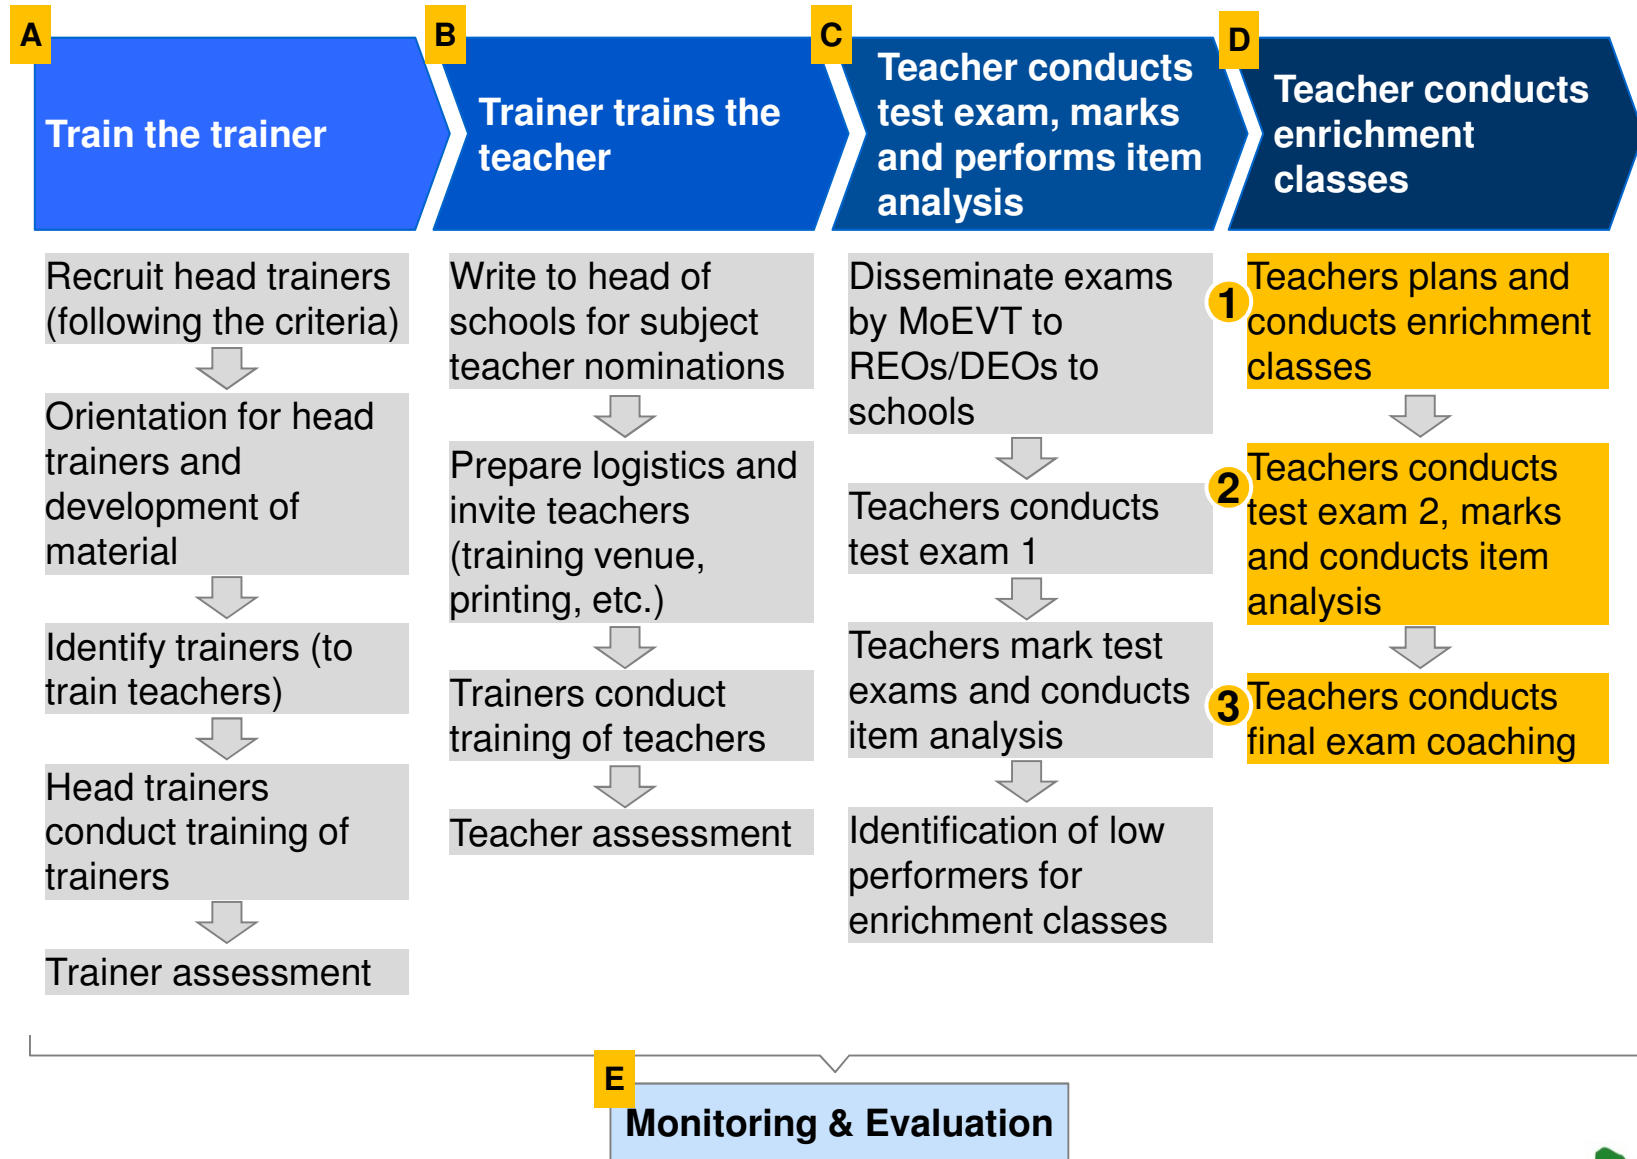 A
Train the trainer
Recruit head trainers
(following the criteria)
Orientation for head
trainers and
development of
material
Identify trainers (to
train teachers)
Head trainers
conduct training of
trainers
Trainer assessment
B
Trainer trains the
teacher
Write to head of
schools for subject
teacher nominations
Prepare logistics and
invite teachers
(training venue,
printing, etc.)
Trainers conduct
training of teachers
Teacher assessment
C
Teacher conducts
test exam, marks
and performs item
analysis
Disseminate exams
by MoEVT to
REOs/DEOs to
schools
Teachers conducts
test exam 1
Teachers mark test
exams and conducts
item analysis
Identification of low
performers for
enrichment classes
D
Teacher conducts
enrichment
classes
1
Teachers plans and
conducts enrichment
classes
2
Teachers conducts
test exam 2, marks
and conducts item
analysis
3
Teachers conducts
final exam coaching
E
Monitoring & Evaluation